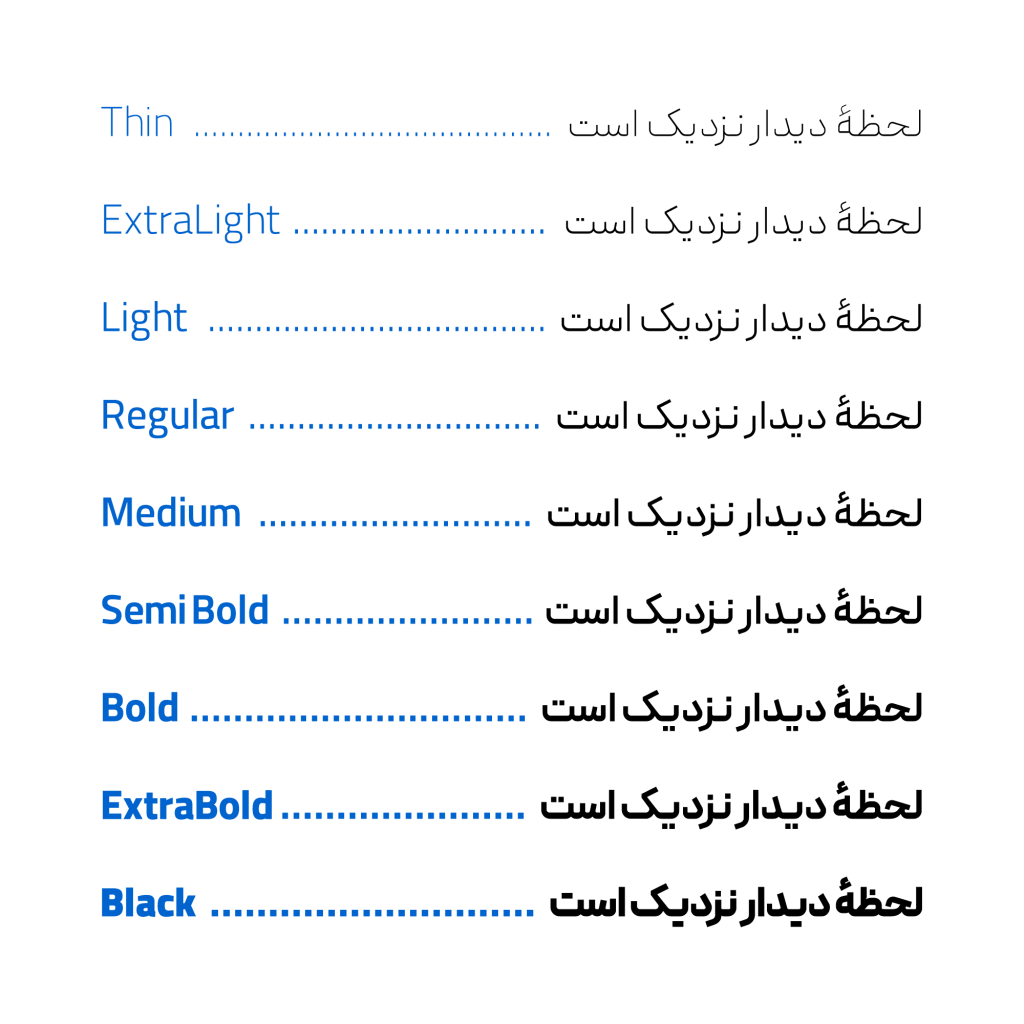 Thin ......................................... لحظهٔ دیدار نزدیک است
ExtraLight ........................... لحظهٔ دیدار نزدیک است
Light .................................... لحظهٔ دیدار نزدیک است
Regular .............................. لحظهٔ دیدار نزدیک است
Medium ........................... لحظهٔ دیدار نزدیک است
SemiBold ........................ لحظهٔ دیدار نزدیک است
Bold ............................... لحظهٔ دیدار نزدیک است
ExtraBold ...................... لحظهٔ دیدار نزدیک است
Black ............................ لحظهٔ دیدار نزدیک است